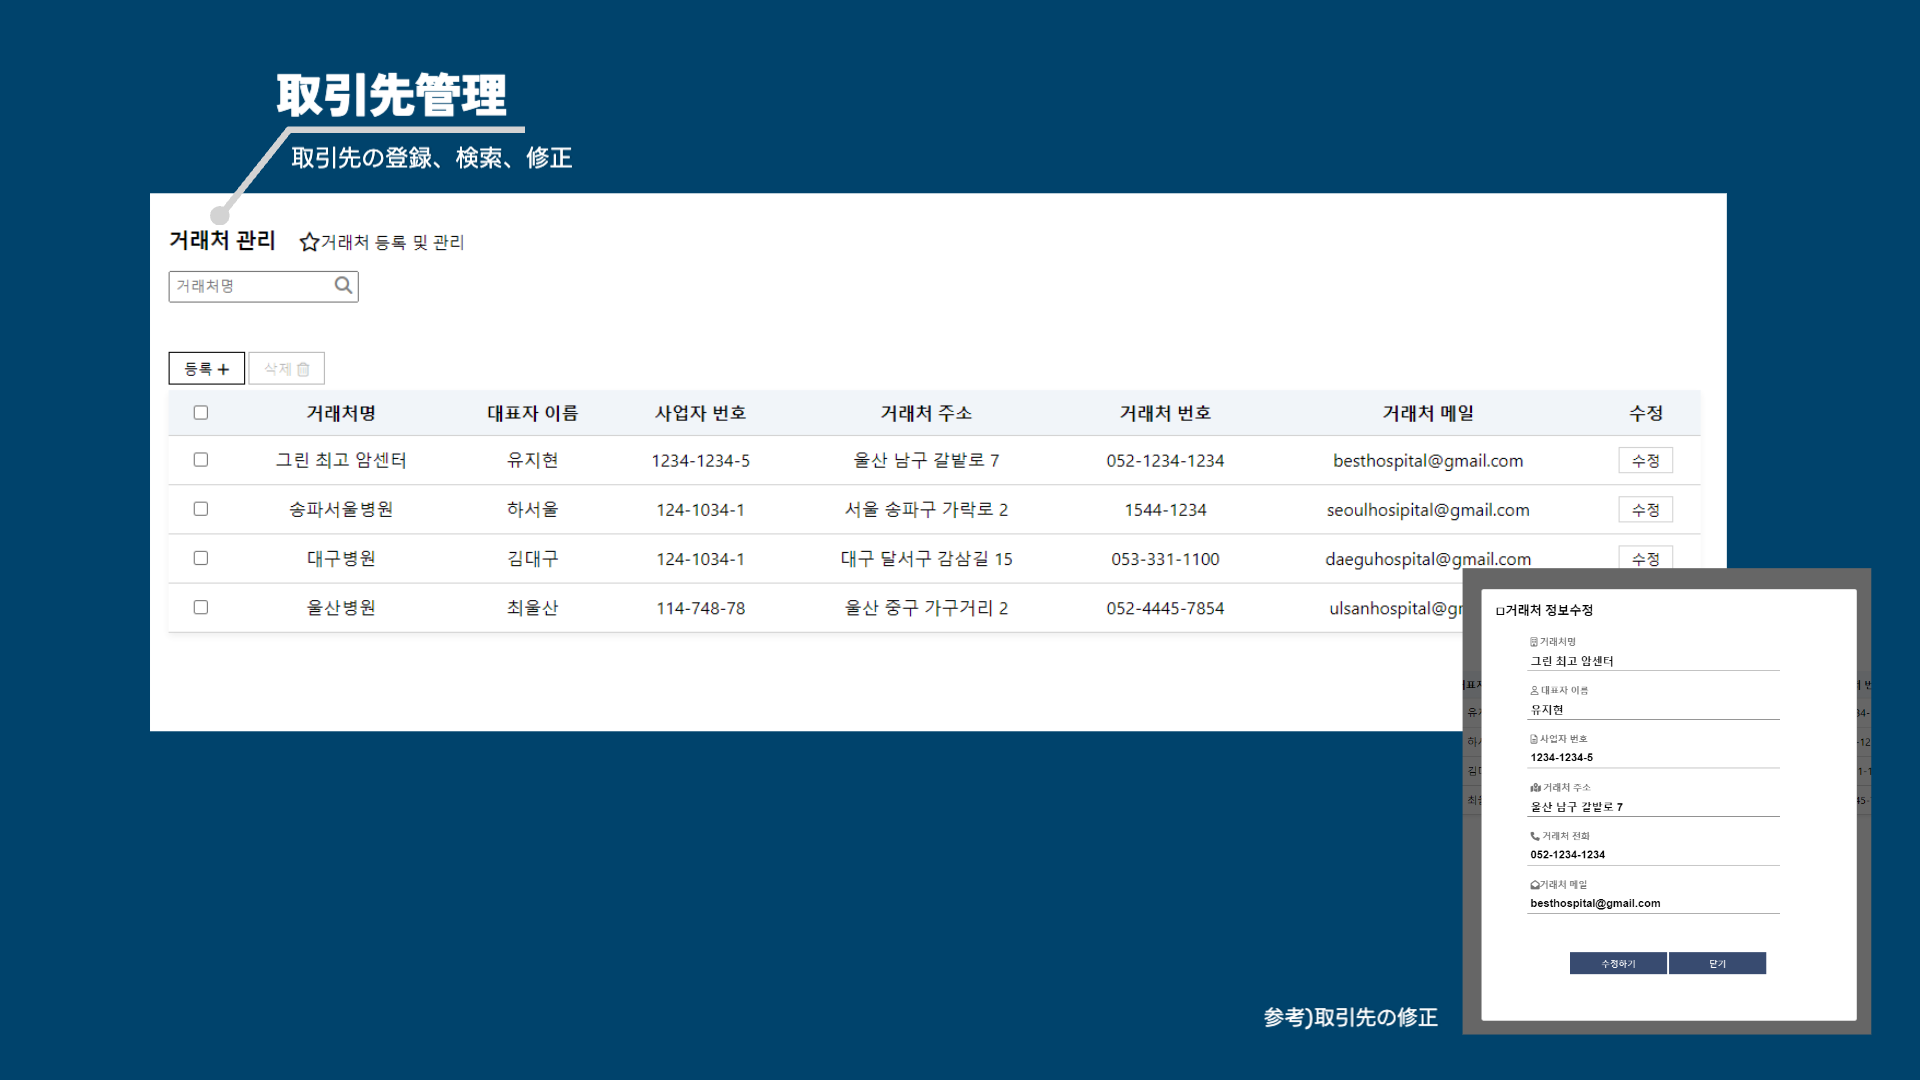 取引先管理
取引先の登録、検索、修正
거래처 관리 ☆거래처 등록 및 관리
거래처명
등록 + 삭제
거래처명 대표자 이름 사업자 번호 거래처 주소 거래처 번호 거래처 메일 수정
그린 최고 암센터 유지현 1234-1234-5 울산 남구 갈밭로 7 052-1234-1234 besthospital@gmail.com 수정
송파서울병원 하서울 124-1034-1 서울 송파구 가락로 2 1544-1234 seoulhosipital@gmail.com 수정
대구병원 김대구 124-1034-1 대구 달서구 감삼길 15 053-331-1100 daeguhospital@gmail.com 수정
울산병원 최울산 114-748-78 울산 중구 가구거리 2 052-4445-7854 ulsanhospital@g
거래처 정보수정
거래처명
그린 최고 암센터
대표자 이름
유지현
사업자 번호
1234-1234-5
거래처 주소
울산 남구 갈밭로 7
거래처 전화
052-1234-1234
거래처 메일
besthospital@gmail.com
수정하기 닫기
参考)取引先の修正